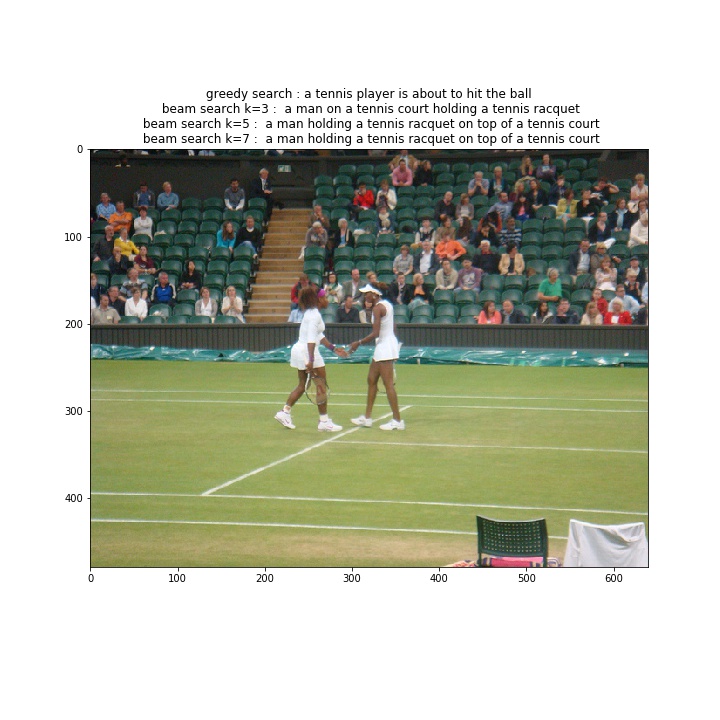 greedy search : a tennis player is about to hit the ball
beam search k=3 :  a man on a tennis court holding a tennis racquet
beam search k=5 :  a man holding a tennis racquet on top of a tennis court
beam search k=7 :  a man holding a tennis racquet on top of a tennis court
0
100
200
300
400
0 100 200 300 400 500 600